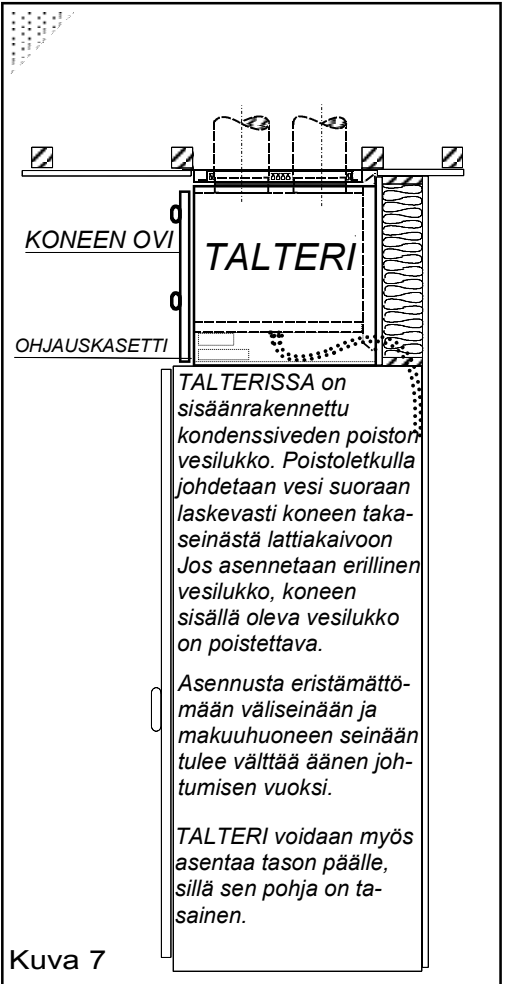 KONEEN OVI
TALTERI
OHJAUSKASETTI
TALTERISSA on
sisäänrakennettu
kondenssiveden poiston
vesilukko. Poistoletkulla
johdetaan vesi suoraan
laskevasti koneen taka-
seinästä lattiakaivoon
Jos asennetaan erillinen
vesilukko, koneen
sisällä oleva vesilukko
on poistettava.
Asennusta eristämättö-
mään väliseinään ja
makuuhuoneen seinään
tulee välttää äänen joh-
tumisen vuoksi.
TALTERI voidaan myös
asentaa tason päälle,
sillä sen pohja on ta-
sainen.
Kuva 7